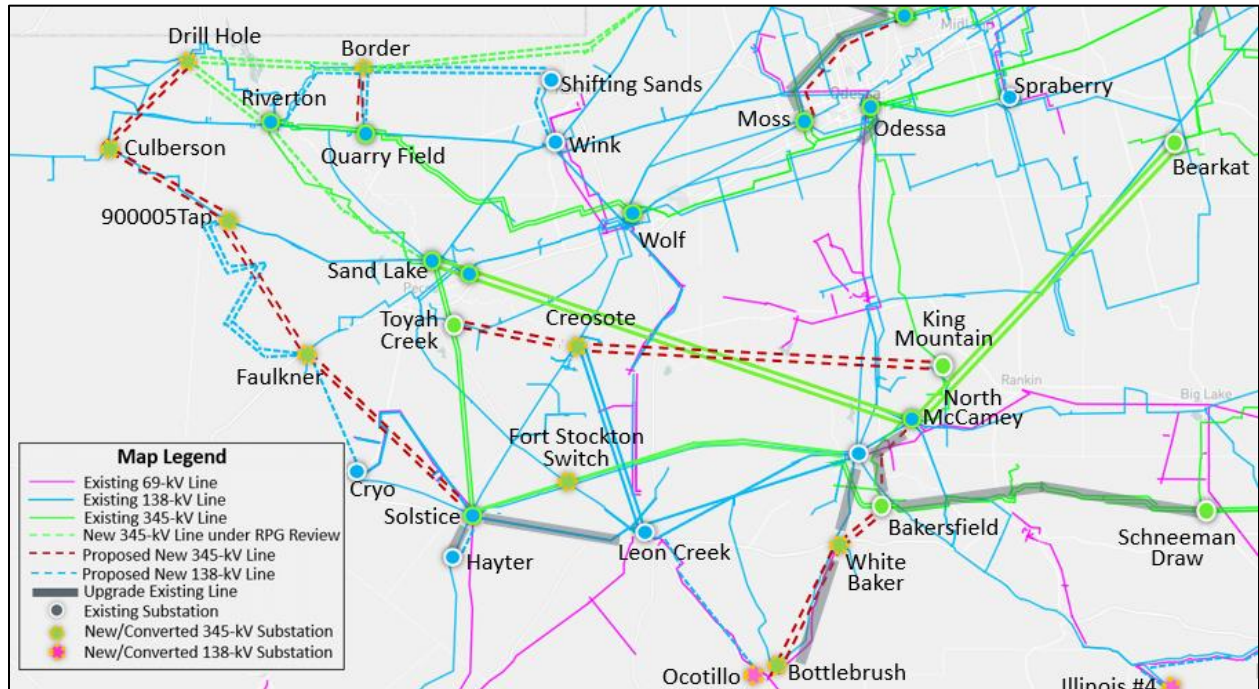 Midl
Drill Hole
Border
Shifting Sands
Spraberry
Riverton
Odessa
Moss
Odessa
Quarry Field
Wink
Culberson
Bearkat
900005Tap
Wolf
Sand Lake
Creosote
Toyah
Creek
King
Mountain
Faulkner
Rankin
North
McCamey
Big Lake
Fort Stockton
Switch
Cryo
Solstice
Bakersfield
Leon Creek
Schneeman
Draw
Hayter
White
Baker
Ocotillo
Bottlebrush
Illinois #4
Map Legend
Existing 69-kV Line
Existing 138-kV Line
Existing 345-kV Line
New 345-kV Line under RPG Review
Proposed New 345-kV Line
Proposed New 138-kV Line
Upgrade Existing Line
Existing Substation
New/Converted 345-kV Substation
New/Converted 138-kV Substation